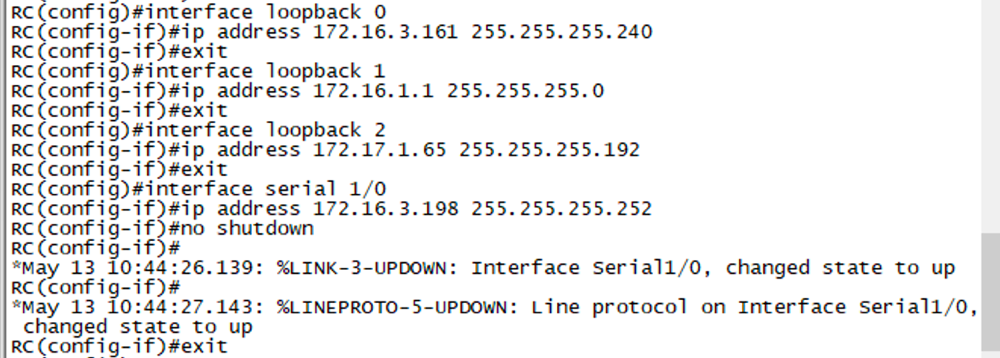 RC(config)#interface loopback 0
RC(config-if)#ip address 172.16.3.161 255.255.255.240
RC(config-if)#exit
RC(config)#interface loopback 1
RC(config-if)#ip address 172.16.1.1 255.255.255.0
RC(config-if)#exit
RC(config)#interface loopback 2
RC(config-if)#ip address 172.17.1.65 255.255.255.192
RC(config-if)#exit
RC(config)#interface serial 1/0
RC(config-if)#ip address 172.16.3.198 255.255.255.252
RC(config-if)#no shutdown
RC(config-if)#
*May 13 10:44:26.139: %LINK-3-UPDOWN: Interface Serial1/0, changed state to up
RC(config-if)#
*May 13 10:44:27.143: %LINEPROTO-5-UPDOWN: Line protocol on Interface Serial1/0,
 changed state to up
RC(config-if)#exit